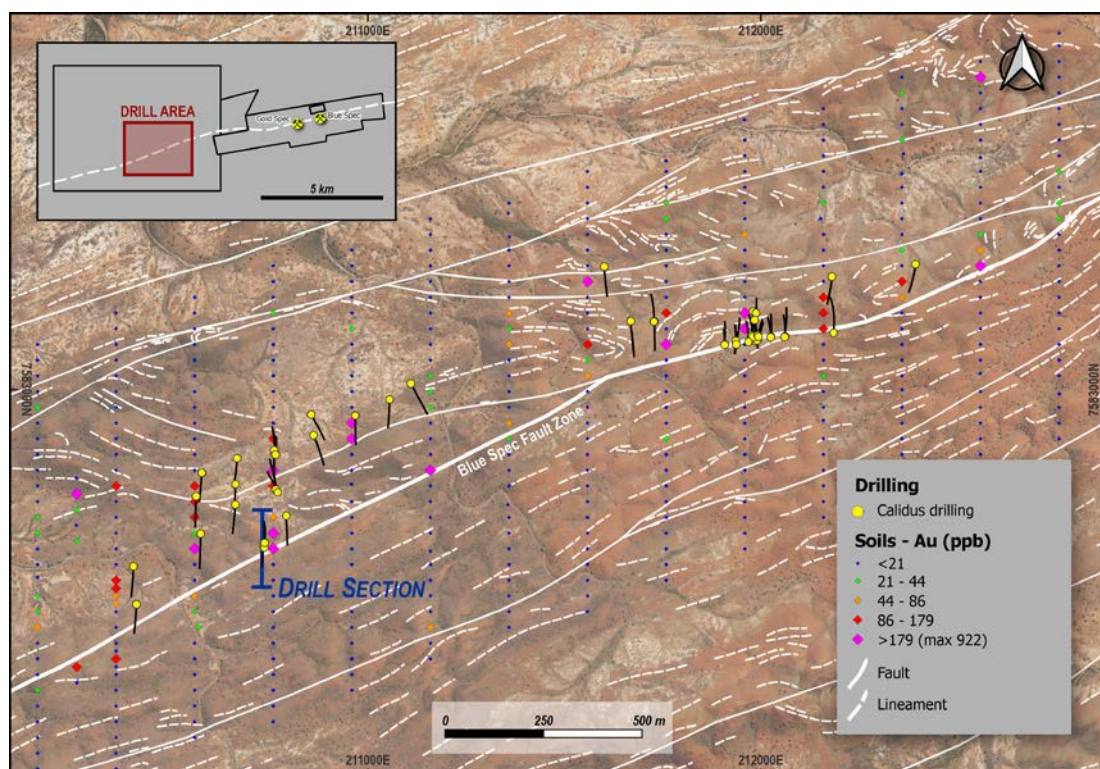 211000E
212000E
DRILL AREA
Gold Spec
Blue Spec
5 km
7583000N
7583000N
Blue Spec Fault Zone
DRILL SECTION
Drilling
Calidus drilling
Soils - Au (ppb)
<21
21 - 44
44 - 86
86 - 179
>179 (max 922)
Fault
Lineament
0 250 500 m
211000E
212000E